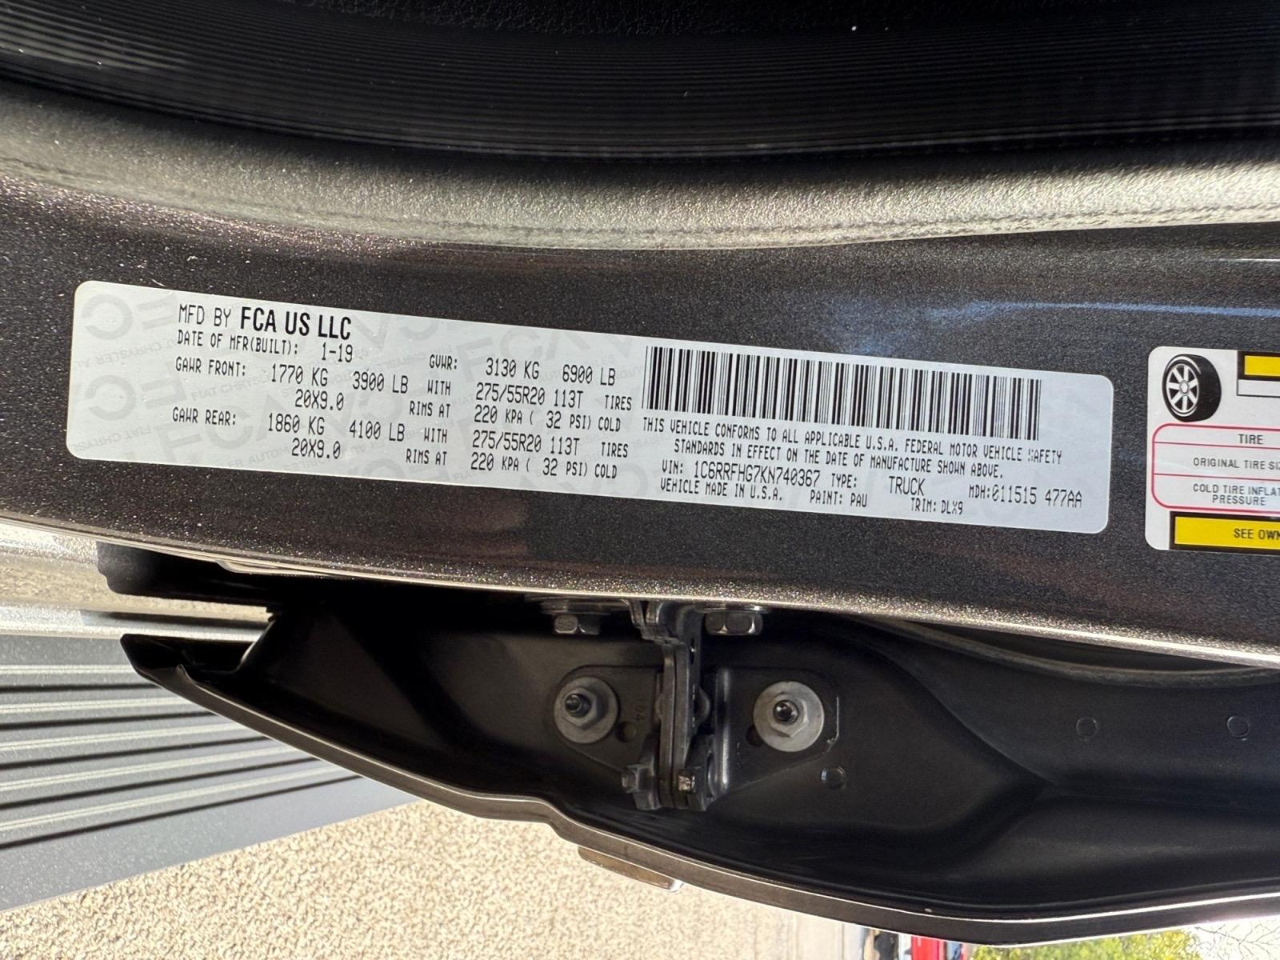 MFD BY FCA US LLC
DATE OF MFR(BUILT): 1-19
GAWR FRONT: 1770 KG 3900 LB WITH 275/55R20 113T TIRES
20X9.0 RIMS AT 220 KPA ( 32 PSI) COLD
GAWR REAR: 1860 KG 4100 LB WITH 275/55R20 113T TIRES
20X9.0 RIMS AT 220 KPA ( 32 PSI) COLD
GVWR: 3130 KG 6900 LB
THIS VEHICLE CONFORMS TO ALL APPLICABLE U.S.A. FEDERAL MOTOR VEHICLE SAFETY
STANDARDS IN EFFECT ON THE DATE OF MANUFACTURE SHOWN ABOVE.
VIN: 1C6RRFHG7KN740367 TYPE: TRUCK MDH:011515 477AA
VEHICLE MADE IN U.S.A. PAINT: PAU TRIM: DLX9
TIRE
ORIGINAL TIRE
COLD TIRE
PRESSURE
SEE